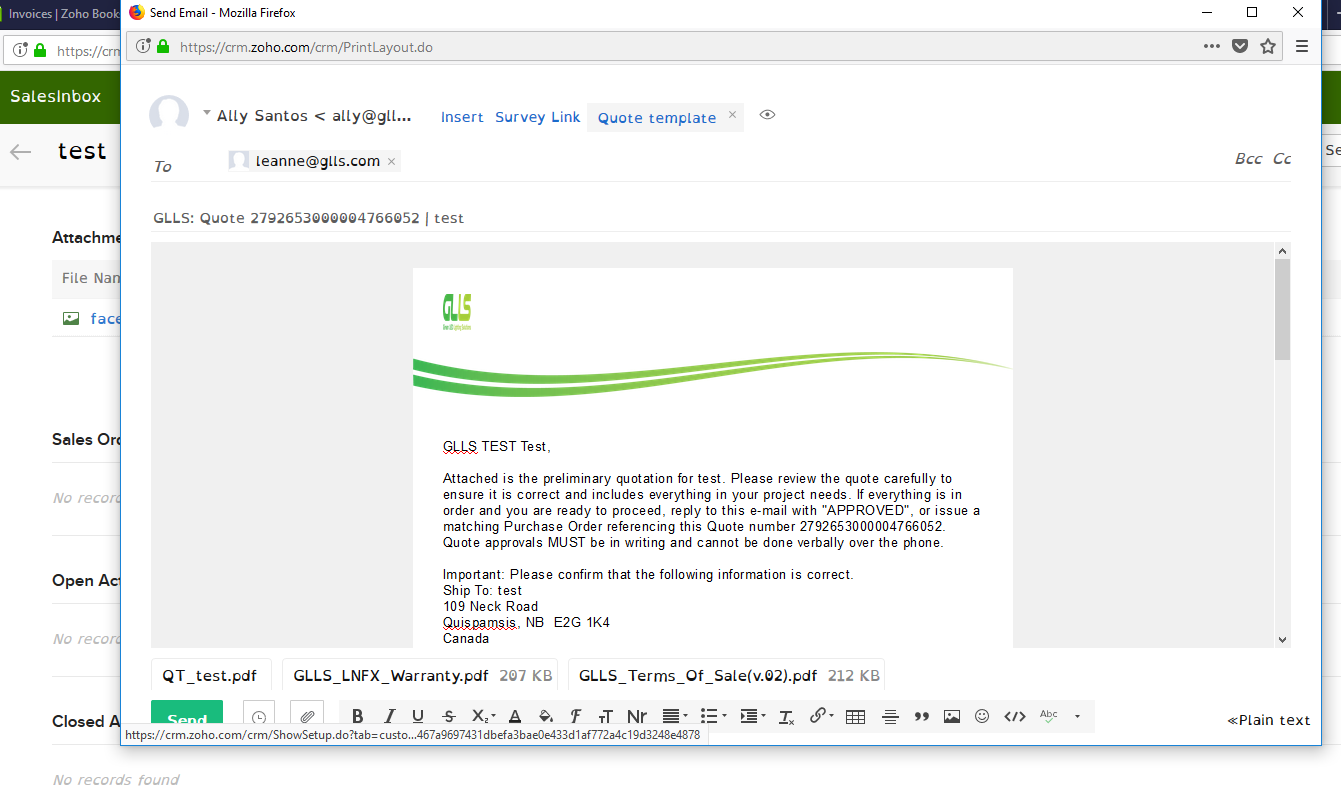 Invoices | Zoho Book
Send Email - Mozilla Firefox
https://crm
https://crm.zoho.com/crm/PrintLayout.do
SalesInbox
Ally Santos < ally@gll...
Insert
Survey Link
Quote template
test
To
leanne@glls.com
Bcc
Cc
Se
GLLS: Quote 2792653000004766052 | test
Attachme
File Nan
face
GLLS
GLLS TEST Test,
Attached is the preliminary quotation for test. Please review the quote carefully to
ensure it is correct and includes everything in your project needs. If everything is in
order and you are ready to proceed, reply to this e-mail with "APPROVED", or issue a
matching Purchase Order referencing this Quote number 2792653000004766052.
Quote approvals MUST be in writing and cannot be done verbally over the phone.
Important: Please confirm that the following information is correct.
Ship To: test
109 Neck Road
Quispamsis, NB  E2G 1K4
Canada
Sales Orc
No record
Open Act
No record
QT_test.pdf
GLLS_LNFX_Warranty.pdf 207 KB
GLLS_Terms_Of_Sale(v.02).pdf 212 KB
Closed A
Send
B I U S X₂ A F TT Nr Abc
≪Plain text
https://crm.zoho.com/crm/ShowSetup.do?tab=custo...467a9697431dbefa3bae0e433d1af772a4c19d3248e4878
No records found